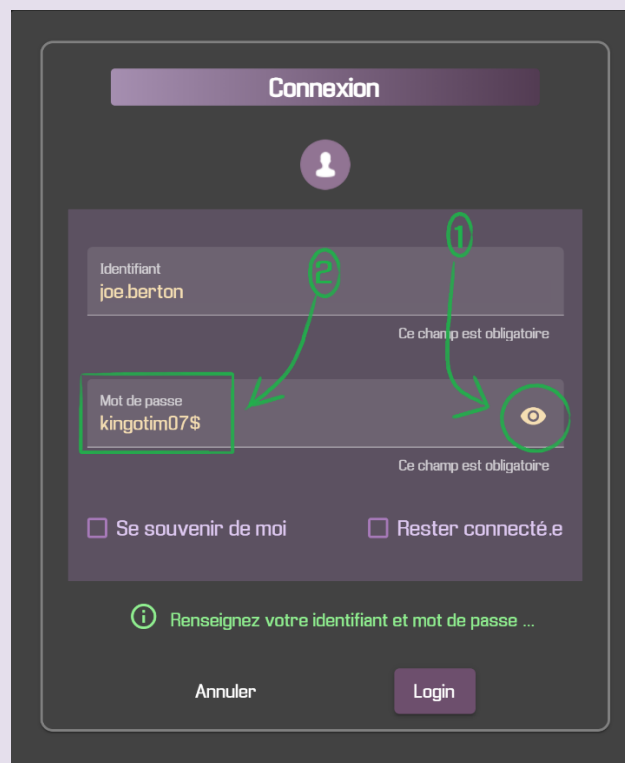 Connexion
1
2
Identifiant
joe.berton
Ce champ est obligatoire
Mot de passe
kingotim07$
Ce champ est obligatoire
Se souvenir de moi
Rester connecté.e
Renseignez votre identifiant et mot de passe ...
Annuler
Login